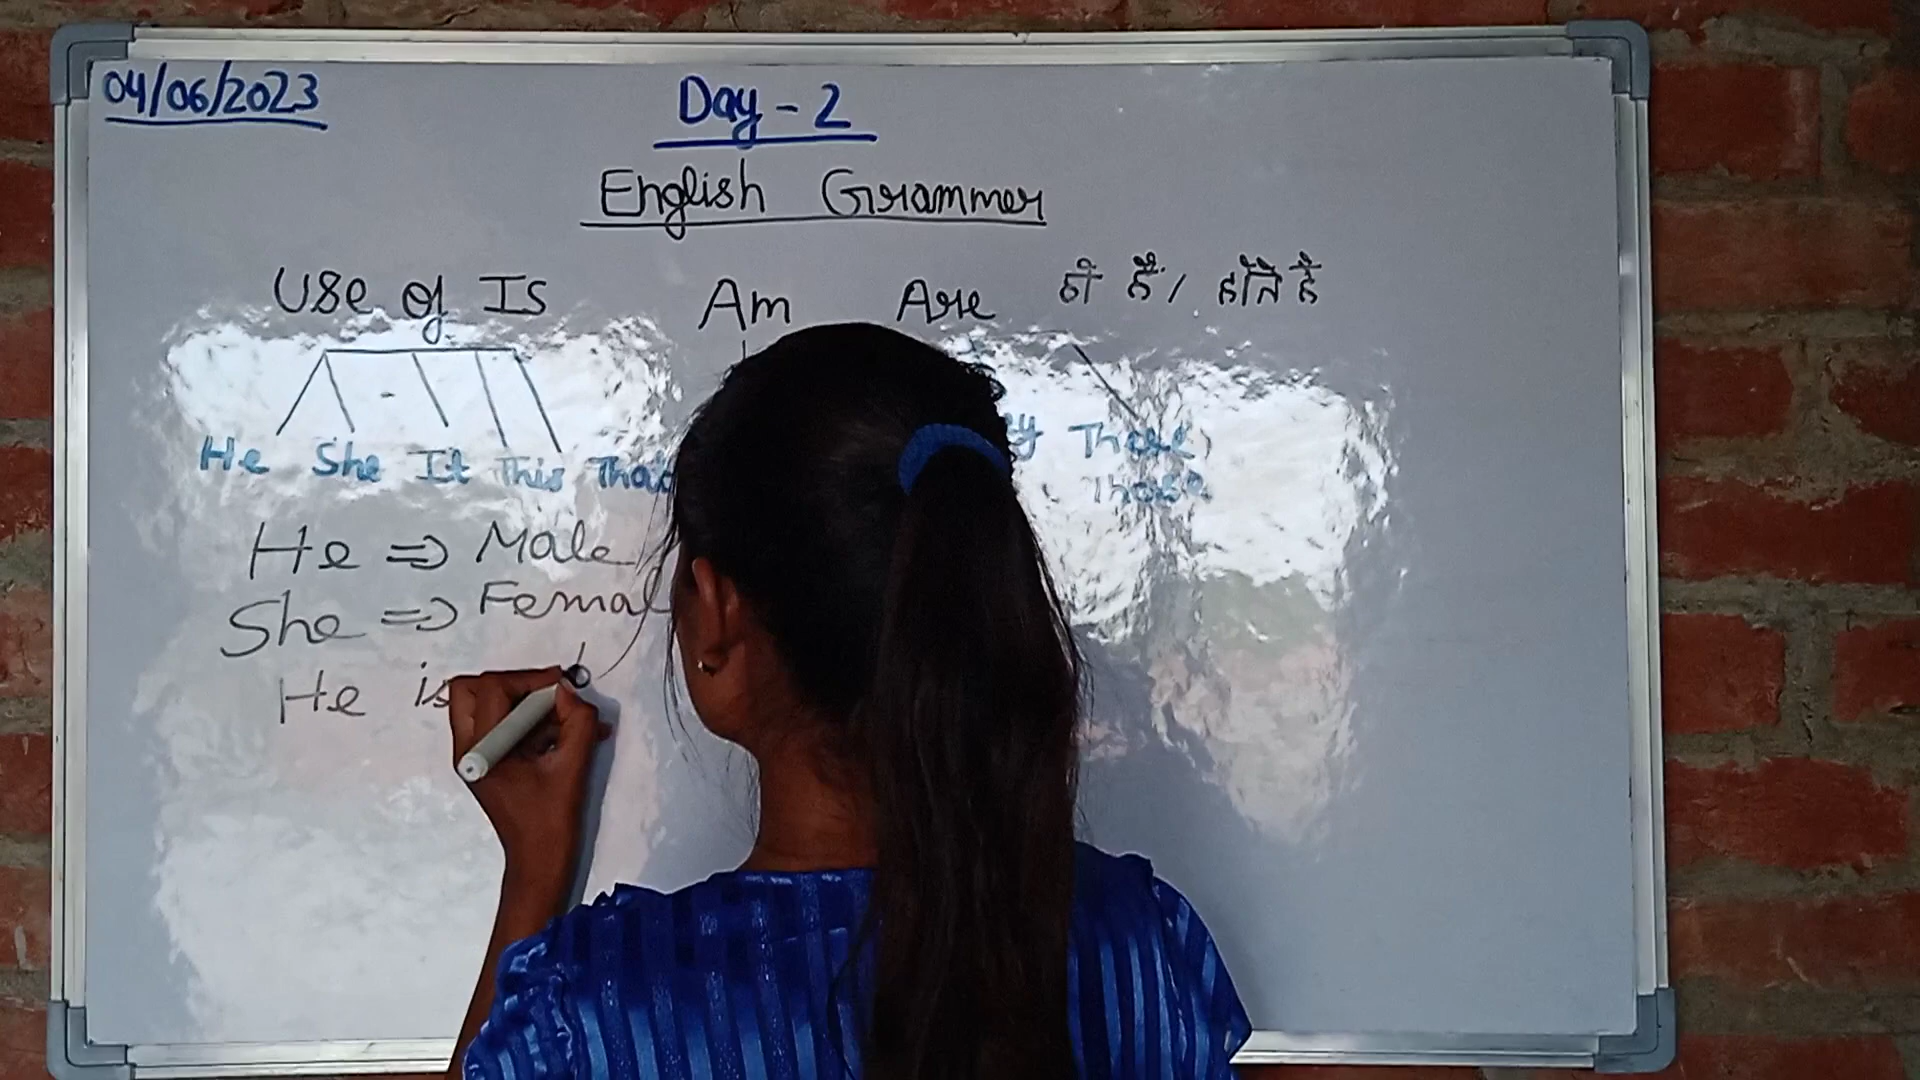 04/06/2023
Day - 2
English Grammer
Use of Is Am Are
He She It This That These,
Those
He ⇒ Male
She ⇒ Femal
He is